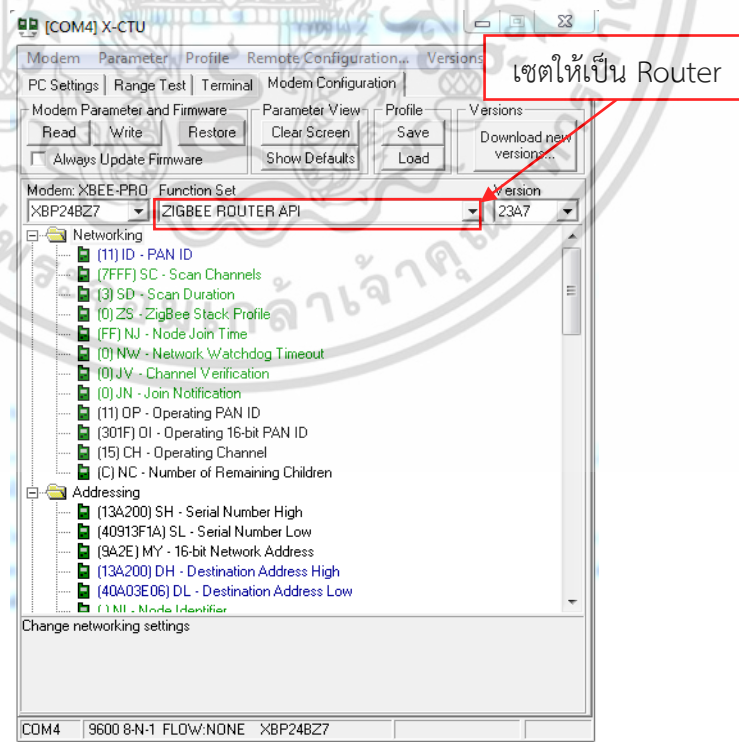 [COM4] X-CTU
Modem Parameter Profile Remote Configuration... Versions
เซตให้เป็น Router
PC Settings Range Test Terminal Modem Configuration
Modem Parameter and Firmware Parameter View Profile Versions
Read Write Restore Clear Screen Save Download new versions...
Always Update Firmware Show Defaults Load
Modem: XBEE-PRO Function Set Version
XBP24BZ7 ZIGBEE ROUTER API 23A7
Networking
(11) ID - PAN ID
(7FFF) SC - Scan Channels
(3) SD - Scan Duration
(0) ZS - ZigBee Stack Profile
(FF) NJ - Node Join Time
(0) NW - Network Watchdog Timeout
(0) JV - Channel Verification
(0) JN - Join Notification
(11) OP - Operating PAN ID
(301F) OI - Operating 16-bit PAN ID
(15) CH - Operating Channel
(C) NC - Number of Remaining Children
Addressing
(13A200) SH - Serial Number High
(40913F1A) SL - Serial Number Low
(9A2E) MY - 16-bit Network Address
(13A200) DH - Destination Address High
(40A03E06) DL - Destination Address Low
( ) NI - Node Identifier
Change networking settings
COM4 9600 8-N-1 FLOW:NONE XBP24BZ7